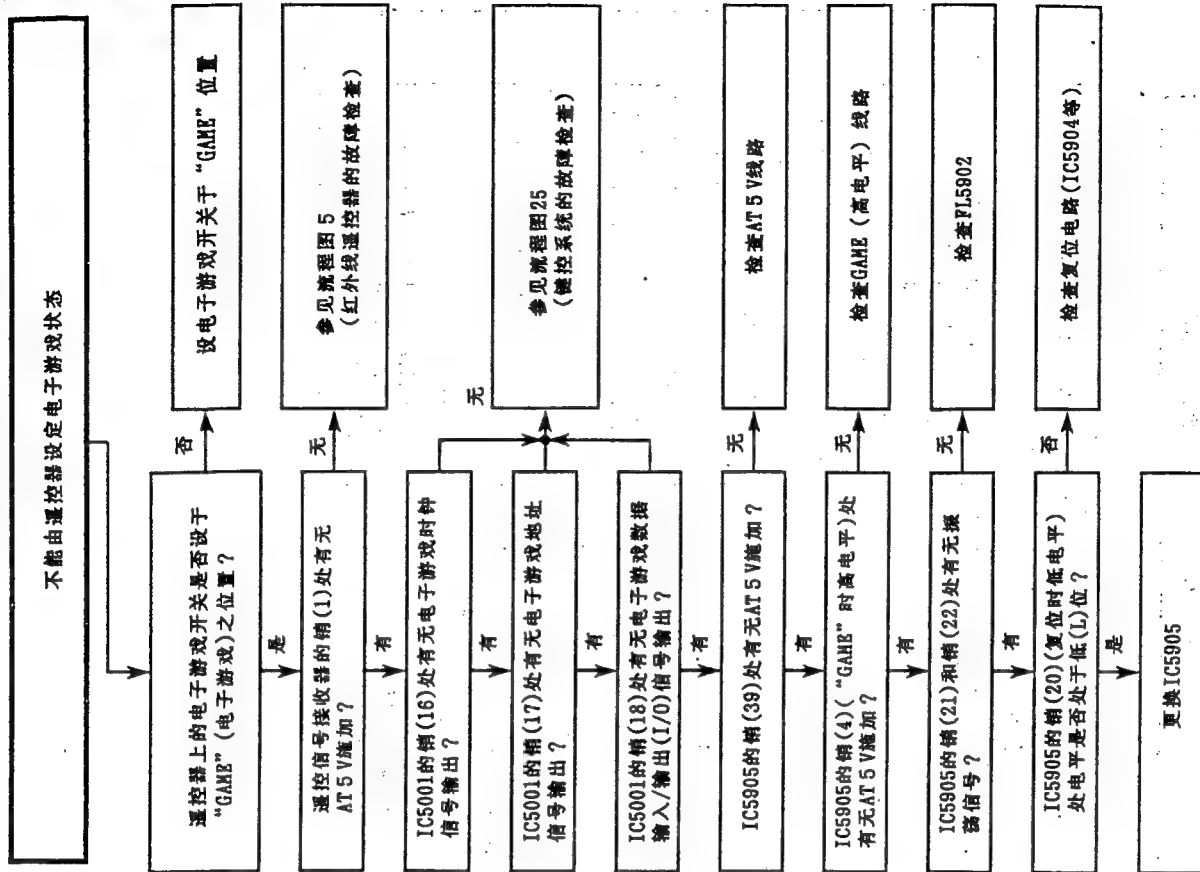 不能由遥控器设定电子游戏状态
遥控器上的电子游戏开关是否设于
“GAME”(电子游戏)之位置?
否
设电子游戏开关于“GAME”位置
是
遥控信号接收器的销(1)处有无
AT 5 V施加?
无
参见流程图5
(红外线遥控器的故障检查)
有
IC5001的销(16)处有无电子游戏时钟
信号输出?
有
IC5001的销(17)处有无电子游戏地址
信号输出?
无
参见流程图25
(键控系统的故障检查)
有
IC5001的销(18)处有无电子游戏数据
输入/输出(I/O)信号输出?
有
IC5905的销(39)处有无AT 5 V施加?
无
检查AT 5 V线路
有
IC5905的销(4)(“GAME”时高电平)处
有无AT 5 V施加?
无
检查GAME(高电平)线路
有
IC5905的销(21)和销(22)处有无振
荡信号?
无
检查FL5902
有
IC5905的销(20)(复位时低电平)
处电平是否处于低(L)位?
否
检查复位电路(IC5904等)
是
更换IC5905